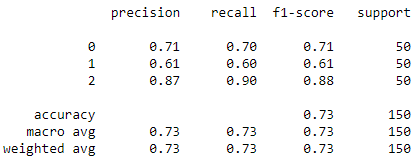 precision recall f1-score support
0 0.71 0.70 0.71 50
1 0.61 0.60 0.61 50
2 0.87 0.90 0.88 50
accuracy 0.73 150
macro avg 0.73 0.73 0.73 150
weighted avg 0.73 0.73 0.73 150